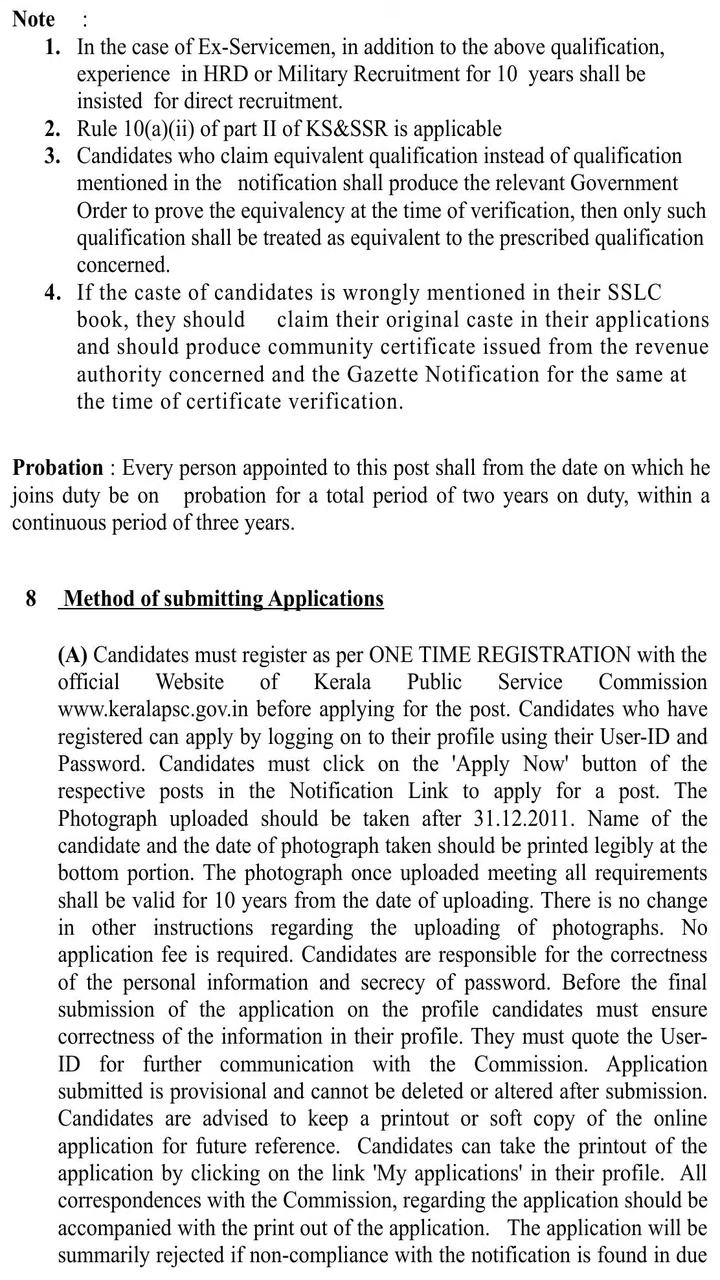 Note :
1. In the case of Ex-Servicemen, in addition to the above qualification,
experience in HRD or Military Recruitment for 10 years shall be
insisted for direct recruitment.
2. Rule 10(a)(ii) of part II of KS&SSR is applicable
3. Candidates who claim equivalent qualification instead of qualification
mentioned in the notification shall produce the relevant Government
Order to prove the equivalency at the time of verification, then only such
qualification shall be treated as equivalent to the prescribed qualification
concerned.
4. If the caste of candidates is wrongly mentioned in their SSLC
book, they should claim their original caste in their applications
and should produce community certificate issued from the revenue
authority concerned and the Gazette Notification for the same at
the time of certificate verification.
Probation : Every person appointed to this post shall from the date on which he
joins duty be on probation for a total period of two years on duty, within a
continuous period of three years.
8 Method of submitting Applications
(A) Candidates must register as per ONE TIME REGISTRATION with the
official Website of Kerala Public Service Commission
www.keralapsc.gov.in before applying for the post. Candidates who have
registered can apply by logging on to their profile using their User-ID and
Password. Candidates must click on the 'Apply Now' button of the
respective posts in the Notification Link to apply for a post. The
Photograph uploaded should be taken after 31.12.2011. Name of the
candidate and the date of photograph taken should be printed legibly at the
bottom portion. The photograph once uploaded meeting all requirements
shall be valid for 10 years from the date of uploading. There is no change
in other instructions regarding the uploading of photographs. No
application fee is required. Candidates are responsible for the correctness
of the personal information and secrecy of password. Before the final
submission of the application on the profile candidates must ensure
correctness of the information in their profile. They must quote the User-
ID for further communication with the Commission. Application
submitted is provisional and cannot be deleted or altered after submission.
Candidates are advised to keep a printout or soft copy of the online
application for future reference. Candidates can take the printout of the
application by clicking on the link 'My applications' in their profile. All
correspondences with the Commission, regarding the application should be
accompanied with the print out of the application. The application will be
summarily rejected if non-compliance with the notification is found in due